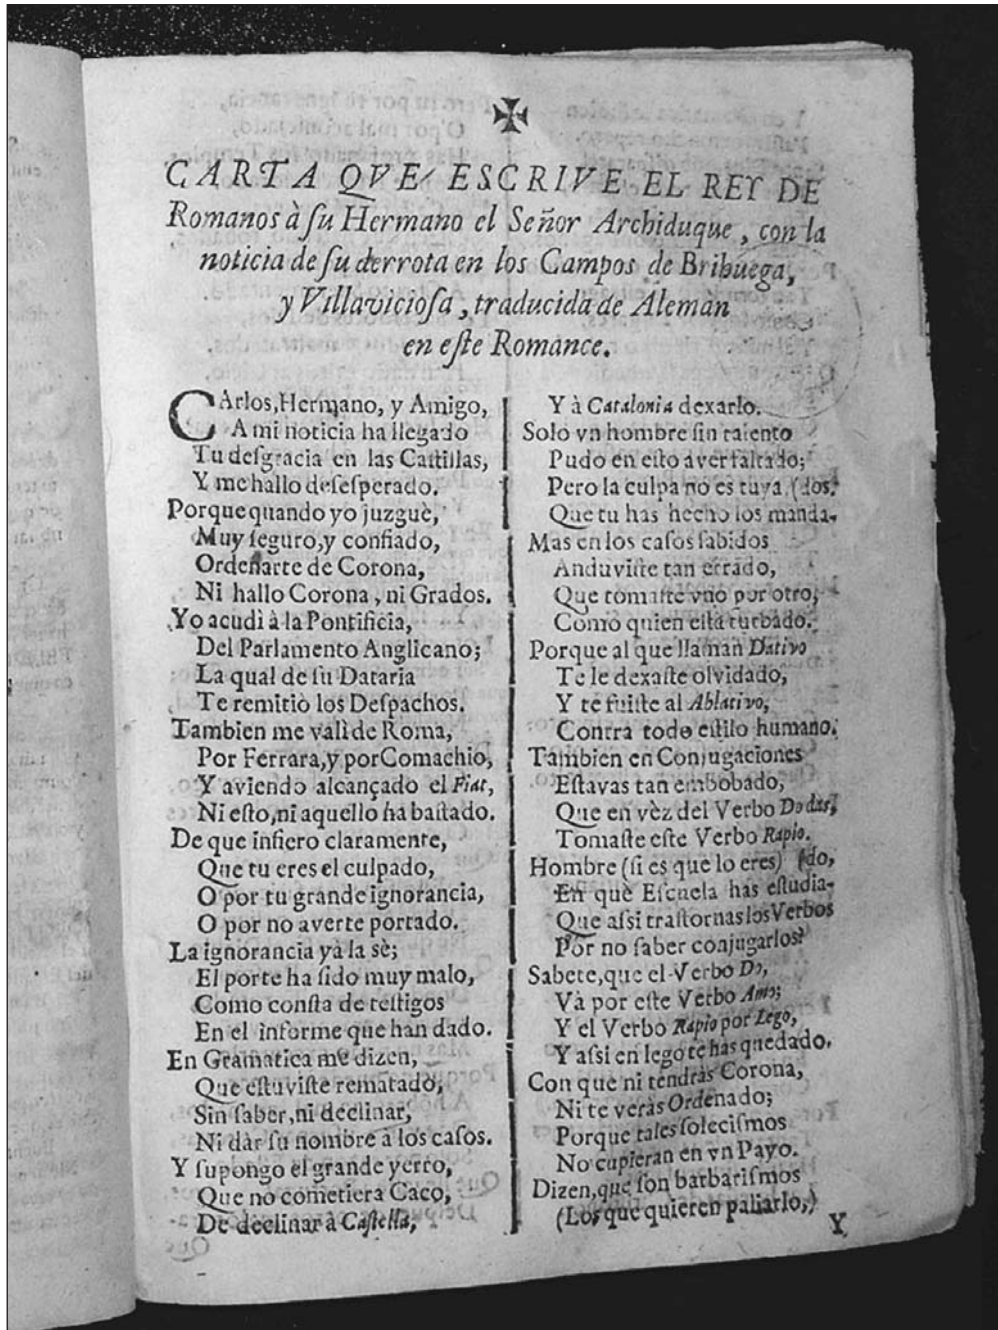 CARTA QVE ESCRIVE EL REY DE
Romanos à ſu Hermano el Señor Archiduque, con la
noticia de ſu derrota en los Campos de Brihuega,
y Villavicioſa, traducida de Alemàn
en eſte Romance.
CArlos, Hermano, y Amigo,
A mi noticia ha llegado
Tu deſgracia en las Caſtillas,
Y me hallo deſeſperado.
Porque quando yo juzguè,
Muy ſeguro, y confiado,
Ordeñarte de Corona,
Ni hallo Corona, ni Grados.
Yo acudì à la Pontificia,
Del Parlamento Anglicano;
La qual de ſu Dataria
Te remitiò los Deſpachos.
Tambien me valì de Roma,
Por Ferrara, y por Comachio,
Y aviendo alcançado el Fiat,
Ni eſto, ni aquello ha baſtado.
De que infiero claramente,
Que tu eres el culpado,
O por tu grande ignorancia,
O por no averte portado.
La ignorancia yà la sè;
El porte ha ſido muy malo,
Como conſta de teſtigos
En el informe que han dado.
En Gramatica me dizen,
Que eſtuviſte rematado,
Sin ſaber, ni declinar,
Ni dàr ſu nombre à los caſos.
Y ſupongo el grande yerro,
Que no cometiera Caco,
De declinar à Caſtella,
Y à Catalonia dexarlo.
Solo vn hombre ſin talento
Pudo en eſto aver faltado;
Pero la culpa no es tuya, (dos.
Que tu has hecho los manda-
Mas en los caſos ſabidos
Anduviſte tan errado,
Que tomaſte vno por otro,
Como quien eſtà turbado.
Porque al que llaman Dativo
Te le dexaſte olvidado,
Y te fuiſte al Ablativo,
Contra todo eſtilo humano.
Tambien en Conjugaciones
Eſtavas tan embobado,
Que en vèz del Verbo Do das,
Tomaſte eſte Verbo Rapio.
Hombre (ſi es que lo eres) (do,
En què Eſcuela has eſtudia-
Que aſsi traſtornas los Verbos
Por no ſaber conjugarlos?
Sabete, que el Verbo Do,
Và por eſte Verbo Amo;
Y el Verbo Rapio por Lego,
Y aſsi en lego te has quedado.
Con que ni tendràs Corona,
Ni te veràs Ordenado;
Porque tales ſoleciſmos
No cupieran en vn Payo.
Dizen, que ſon barbariſmos
(Los que quieren paliarlo,)
Y